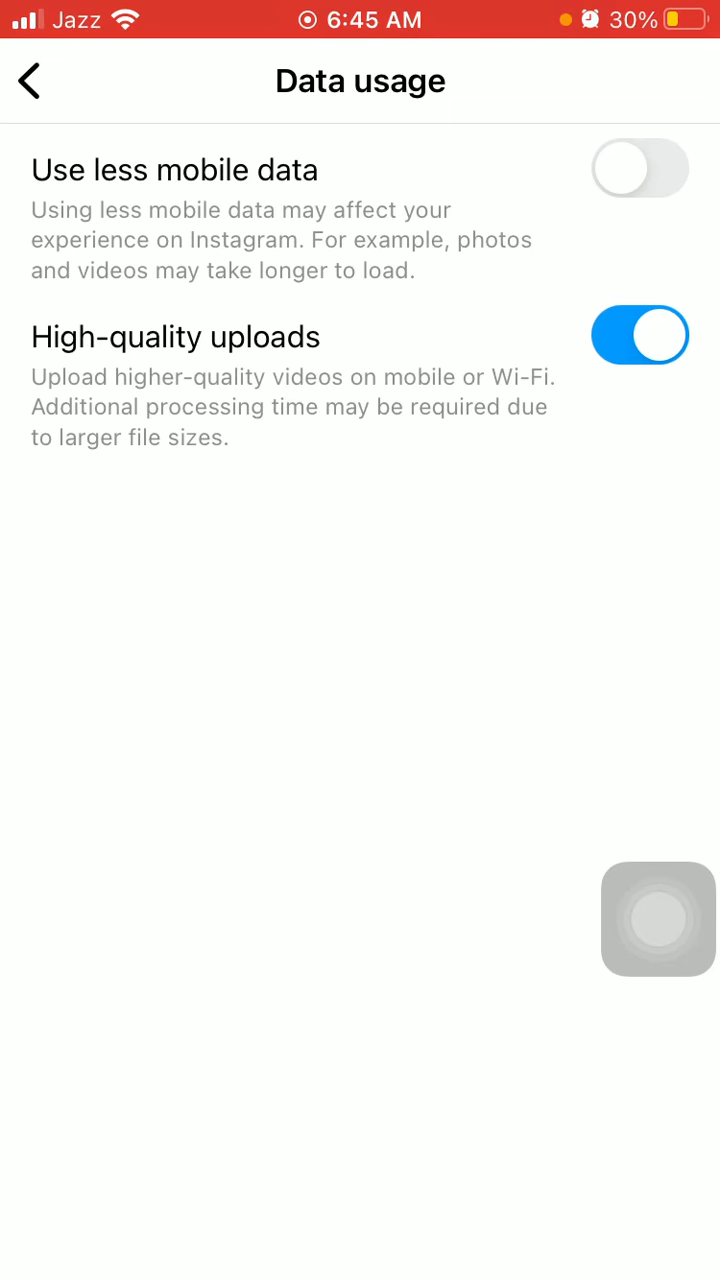 Jazz 6:45 AM 30%
Data usage
Use less mobile data
Using less mobile data may affect your
experience on Instagram. For example, photos
and videos may take longer to load.
High-quality uploads
Upload higher-quality videos on mobile or Wi-Fi.
Additional processing time may be required due
to larger file sizes.